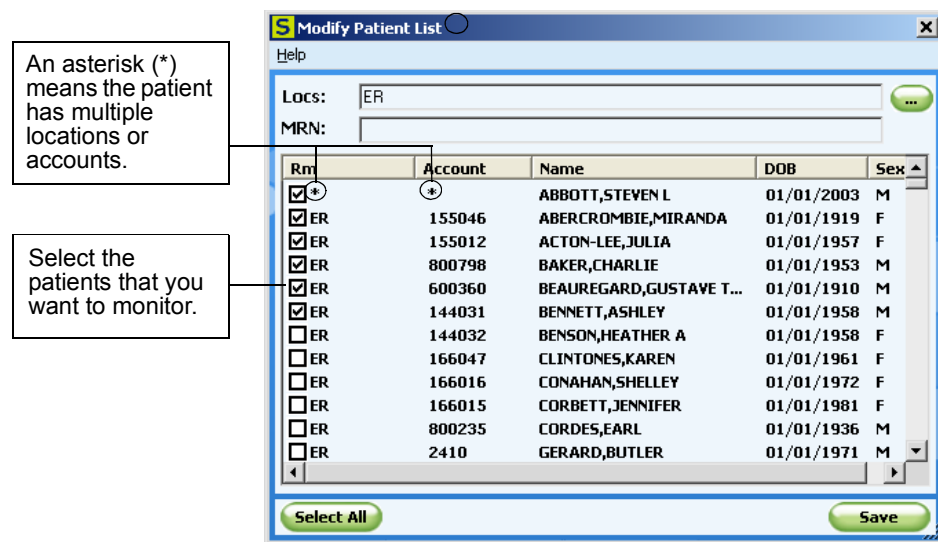 An asterisk (*)
means the patient
has multiple
locations or
accounts.
Select the
patients that you
want to monitor.
S Modify Patient List
Help
Locs: ER ...
MRN:
Rm Account Name DOB Sex
* * ABBOTT,STEVEN L 01/01/2003 M
ER 155046 ABERCROMBIE,MIRANDA 01/01/1919 F
ER 155012 ACTON-LEE,JULIA 01/01/1957 F
ER 800798 BAKER,CHARLIE 01/01/1953 M
ER 600360 BEAUREGARD,GUSTAVE T... 01/01/1910 M
ER 144031 BENNETT,ASHLEY 01/01/1958 M
ER 144032 BENSON,HEATHER A 01/01/1958 F
ER 166047 CLINTONES,KAREN 01/01/1961 F
ER 166016 CONAHAN,SHELLEY 01/01/1972 F
ER 166015 CORBETT,JENNIFER 01/01/1981 F
ER 800235 CORDES,EARL 01/01/1936 M
ER 2410 GERARD,BUTLER 01/01/1971 M
Select All Save